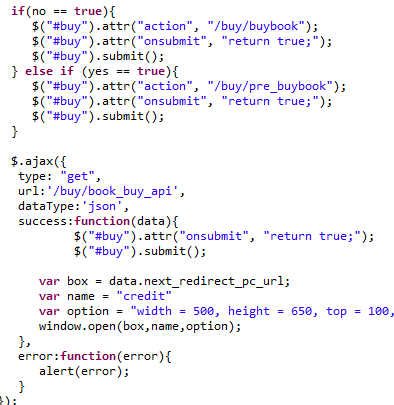 if(no == true){
$("#buy").attr("action", "/buy/buybook");
$("#buy").attr("onsubmit", "return true;");
$("#buy").submit();
} else if (yes == true){
$("#buy").attr("action", "/buy/pre_buybook");
$("#buy").attr("onsubmit", "return true;");
$("#buy").submit();
}
$.ajax({
type: "get",
url:'/buy/book_buy_api',
dataType:'json',
success:function(data){
$("#buy").attr("onsubmit", "return true;");
$("#buy").submit();
var box = data.next_redirect_pc_url;
var name = "credit"
var option = "width = 500, height = 650, top = 100,
window.open(box,name,option);
},
error:function(error){
alert(error);
}
});